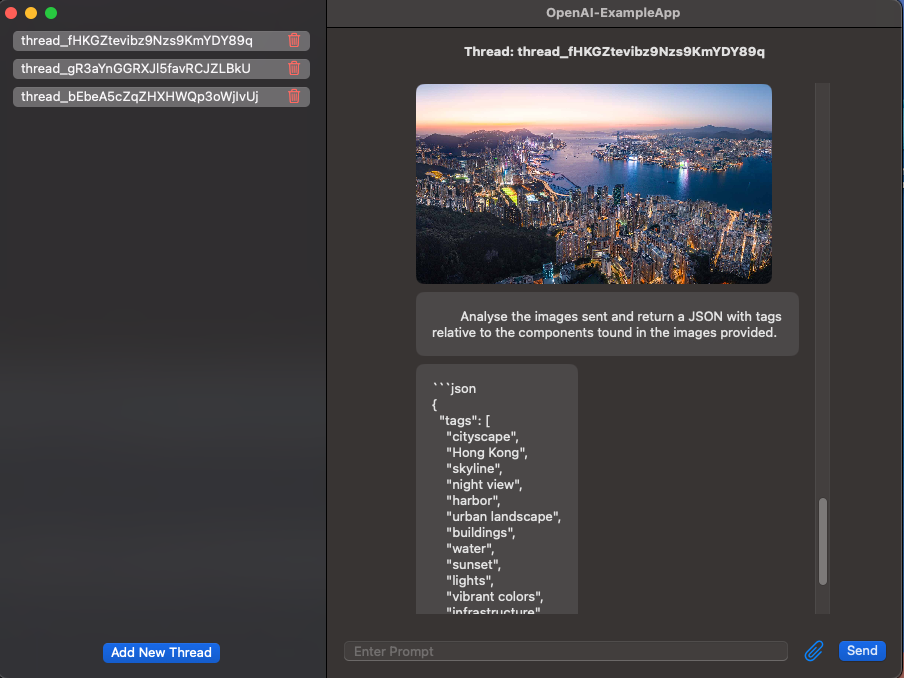 OpenAI-ExampleApp
thread_fHKGZtevibz9Nzs9KmYDY89q
thread_gR3aYnGGRXJl5favRCJZLBkU
thread_bEbeA5cZqZHXHWQp3oWjlvUj
Add New Thread
Thread: thread_fHKGZtevibz9Nzs9KmYDY89q
Analyse the images sent and return a JSON with tags
relative to the components tound in the images provided.
```json
{
"tags": [
"cityscape",
"Hong Kong",
"skyline",
"night view",
"harbor",
"urban landscape",
"buildings",
"water",
"sunset",
"lights",
"vibrant colors",
"infrastructure"
Enter Prompt
Send